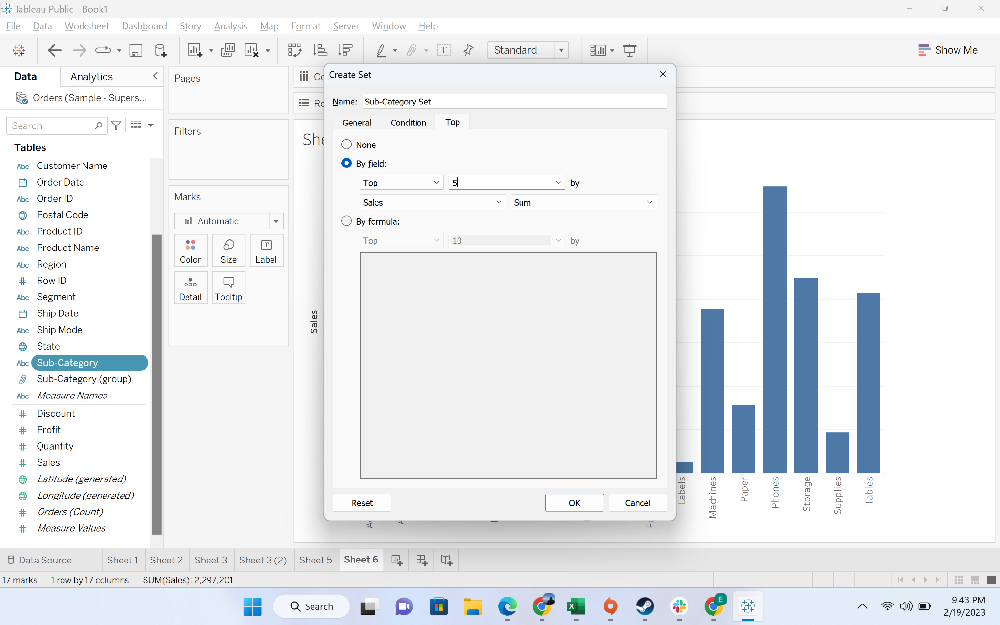 Tableau Public - Book1
File Data Worksheet Dashboard Story Analysis Map Format Server Window Help
Standard
Show Me
Data
Analytics
Orders (Sample - Supers...
Search
Tables
Abc Customer Name
Order Date
Abc Order ID
Postal Code
Abc Product ID
Abc Product Name
Abc Region
Row ID
Abc Segment
Ship Date
Abc Ship Mode
State
Abc Sub-Category
Sub-Category (group)
Abc Measure Names
Discount
Profit
Quantity
Sales
Latitude (generated)
Longitude (generated)
Orders (Count)
Measure Values
Pages
Filters
Marks
Automatic
Color
Size
T
Label
Detail
Tooltip
Create Set
Name: Sub-Category Set
General
Condition
Top
None
By field:
Top 5 by
Sales Sum
By formula:
Top 10 by
Reset
OK
Cancel
Sales
Labels
Machines
Paper
Phones
Storage
Supplies
Tables
Data Source
Sheet 1
Sheet 2
Sheet 3
Sheet 3 (2)
Sheet 5
Sheet 6
17 marks
1 row by 17 columns
SUM(Sales): 2,297,201
Search
E
9:43 PM
2/19/2023